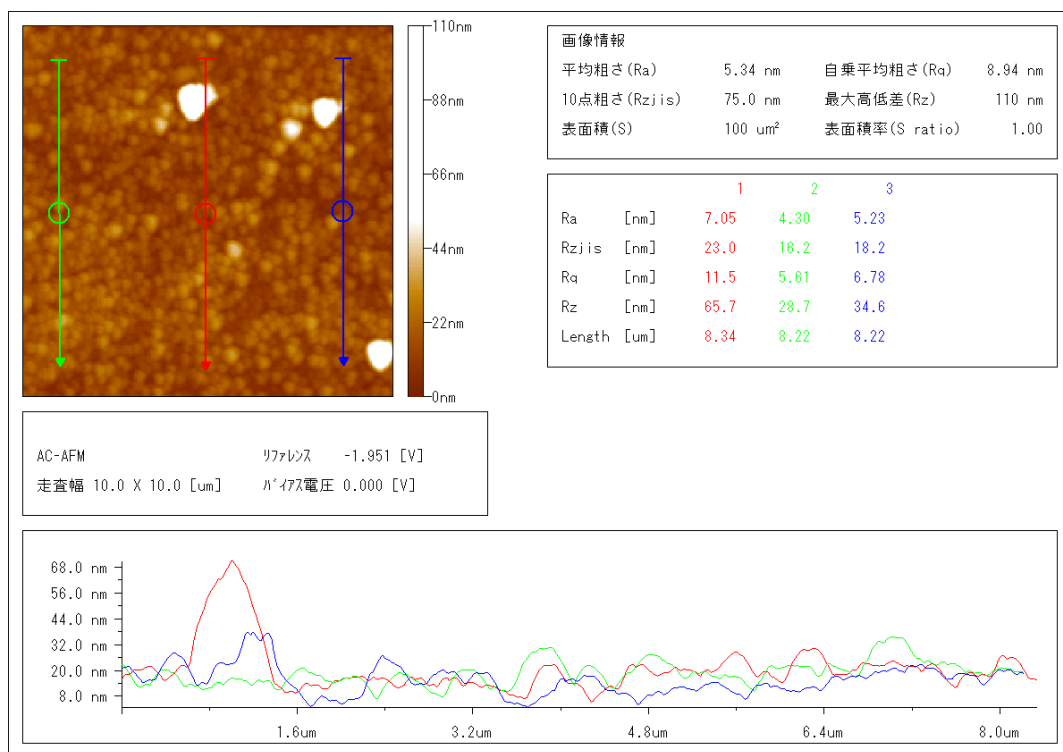 110nm
88nm
66nm
44nm
22nm
0nm
画像情報
平均粗さ(Ra) 5.34 nm 自乗平均粗さ(Rq) 8.94 nm
10点粗さ(Rzjis) 75.0 nm 最大高低差(Rz) 110 nm
表面積(S) 100 um² 表面積率(S ratio) 1.00
1 2 3
Ra [nm] 7.05 4.30 5.23
Rzjis [nm] 23.0 16.2 18.2
Rq [nm] 11.5 5.61 6.78
Rz [nm] 65.7 28.7 34.6
Length [um] 8.34 8.22 8.22
AC-AFM ﾘﾌｧﾚﾝｽ -1.951 [V]
走査幅 10.0 X 10.0 [um] ﾊﾞｲｱｽ電圧 0.000 [V]
68.0 nm
56.0 nm
44.0 nm
32.0 nm
20.0 nm
8.0 nm
1.6um 3.2um 4.8um 6.4um 8.0um